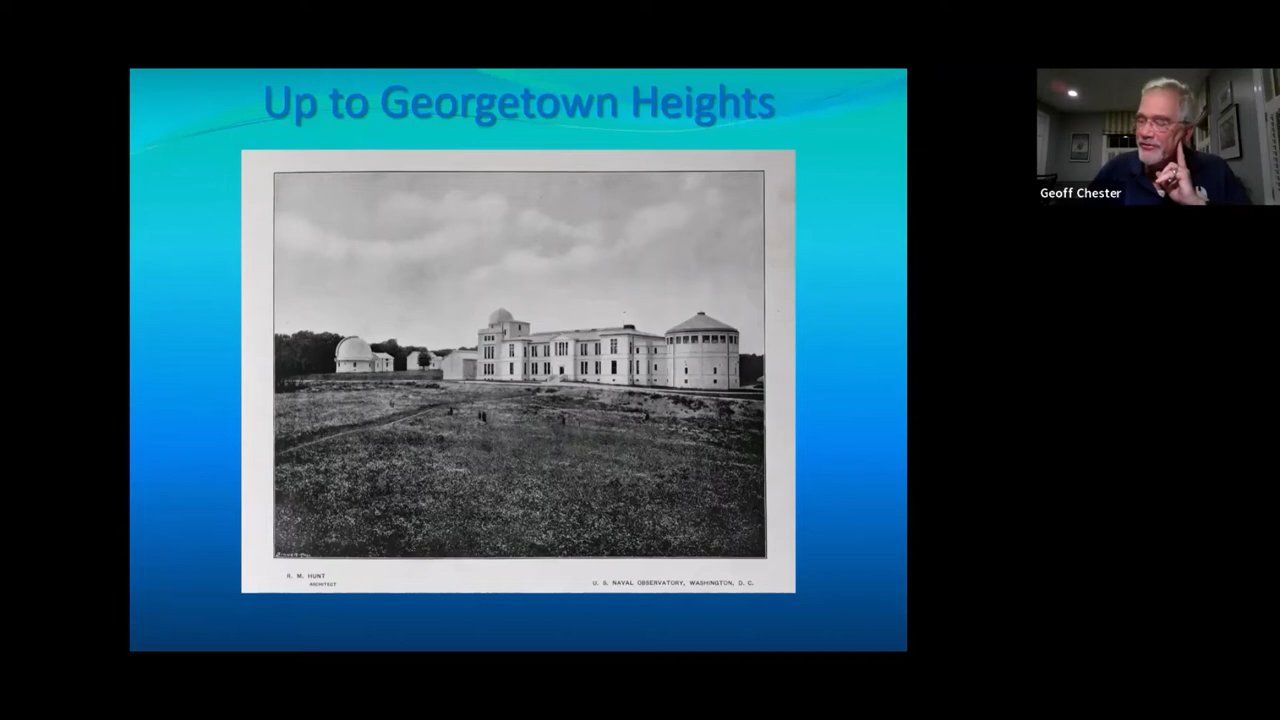 Up to Georgetown Heights
Geoff Chester
R. M. HUNT
ARCHITECT
U. S. NAVAL OBSERVATORY, WASHINGTON, D. C.